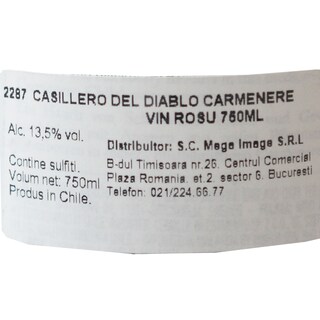 2287 CASILLERO DEL DIABLO CARMENERE
VIN ROSU 750ML
Alc. 13,5% vol.
Contine sulfiti.
Volum net: 750ml
Produs in Chile.
Distribuitor: S.C. Mega Image S.R.L
B-dul Timisoara nr.26. Centrul Comercial
Plaza Romania. et.2. sector 6. Bucuresti
Telefon: 021/224.66.77